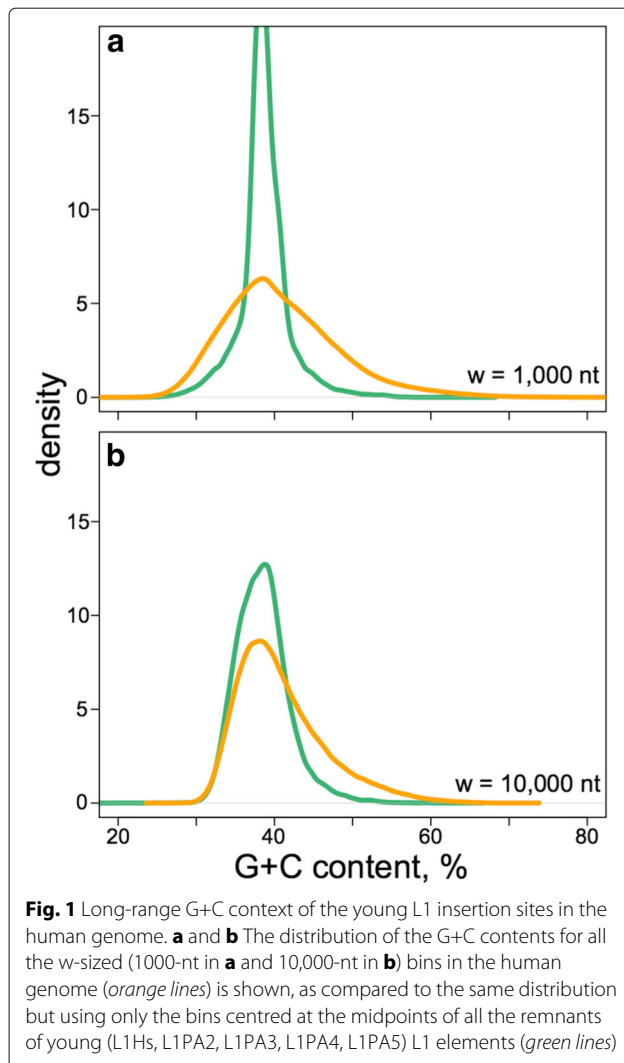 a
15
10
5
0
w = 1,000 nt
density
b
15
10
5
0
w = 10,000 nt
20 40 60 80
G+C content, %
Fig. 1 Long-range G+C context of the young L1 insertion sites in the
human genome. a and b The distribution of the G+C contents for all
the w-sized (1000-nt in a and 10,000-nt in b) bins in the human
genome (orange lines) is shown, as compared to the same distribution
but using only the bins centred at the midpoints of all the remnants
of young (L1Hs, L1PA2, L1PA3, L1PA4, L1PA5) L1 elements (green lines)